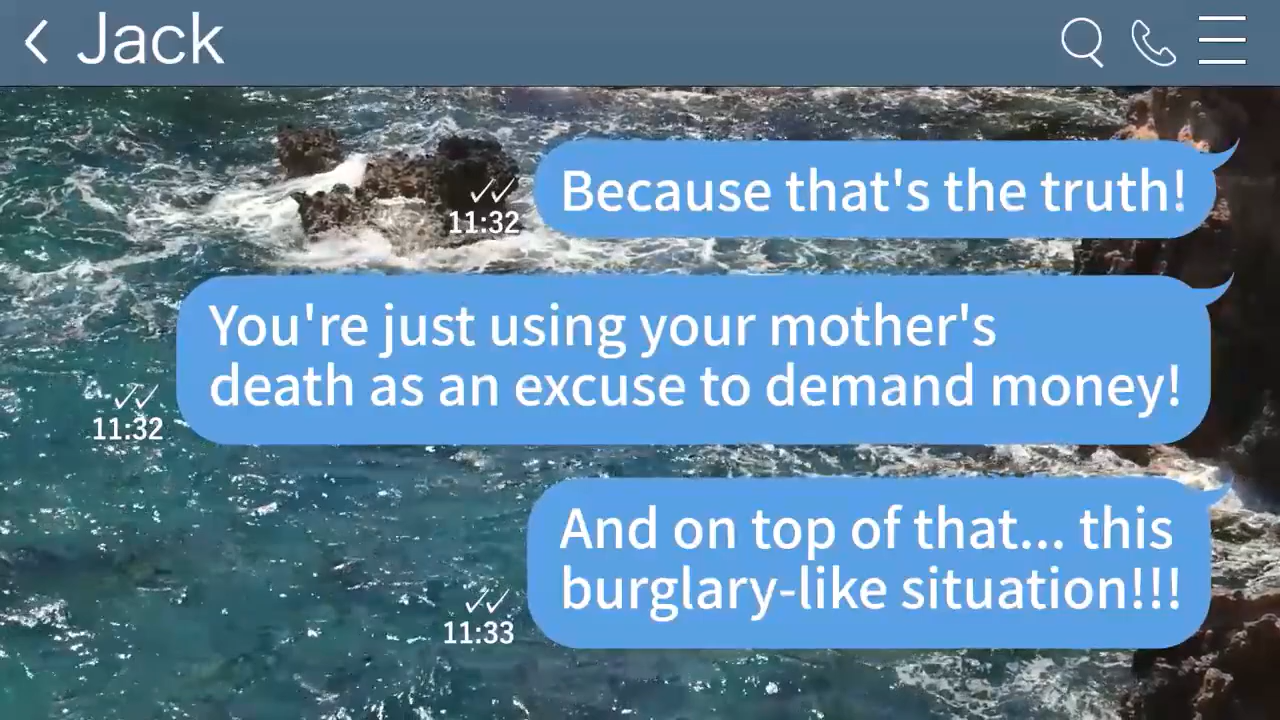 Jack
Because that's the truth!
11:32
You're just using your mother's
death as an excuse to demand money!
11:32
And on top of that... this
burglary-like situation!!!
11:33